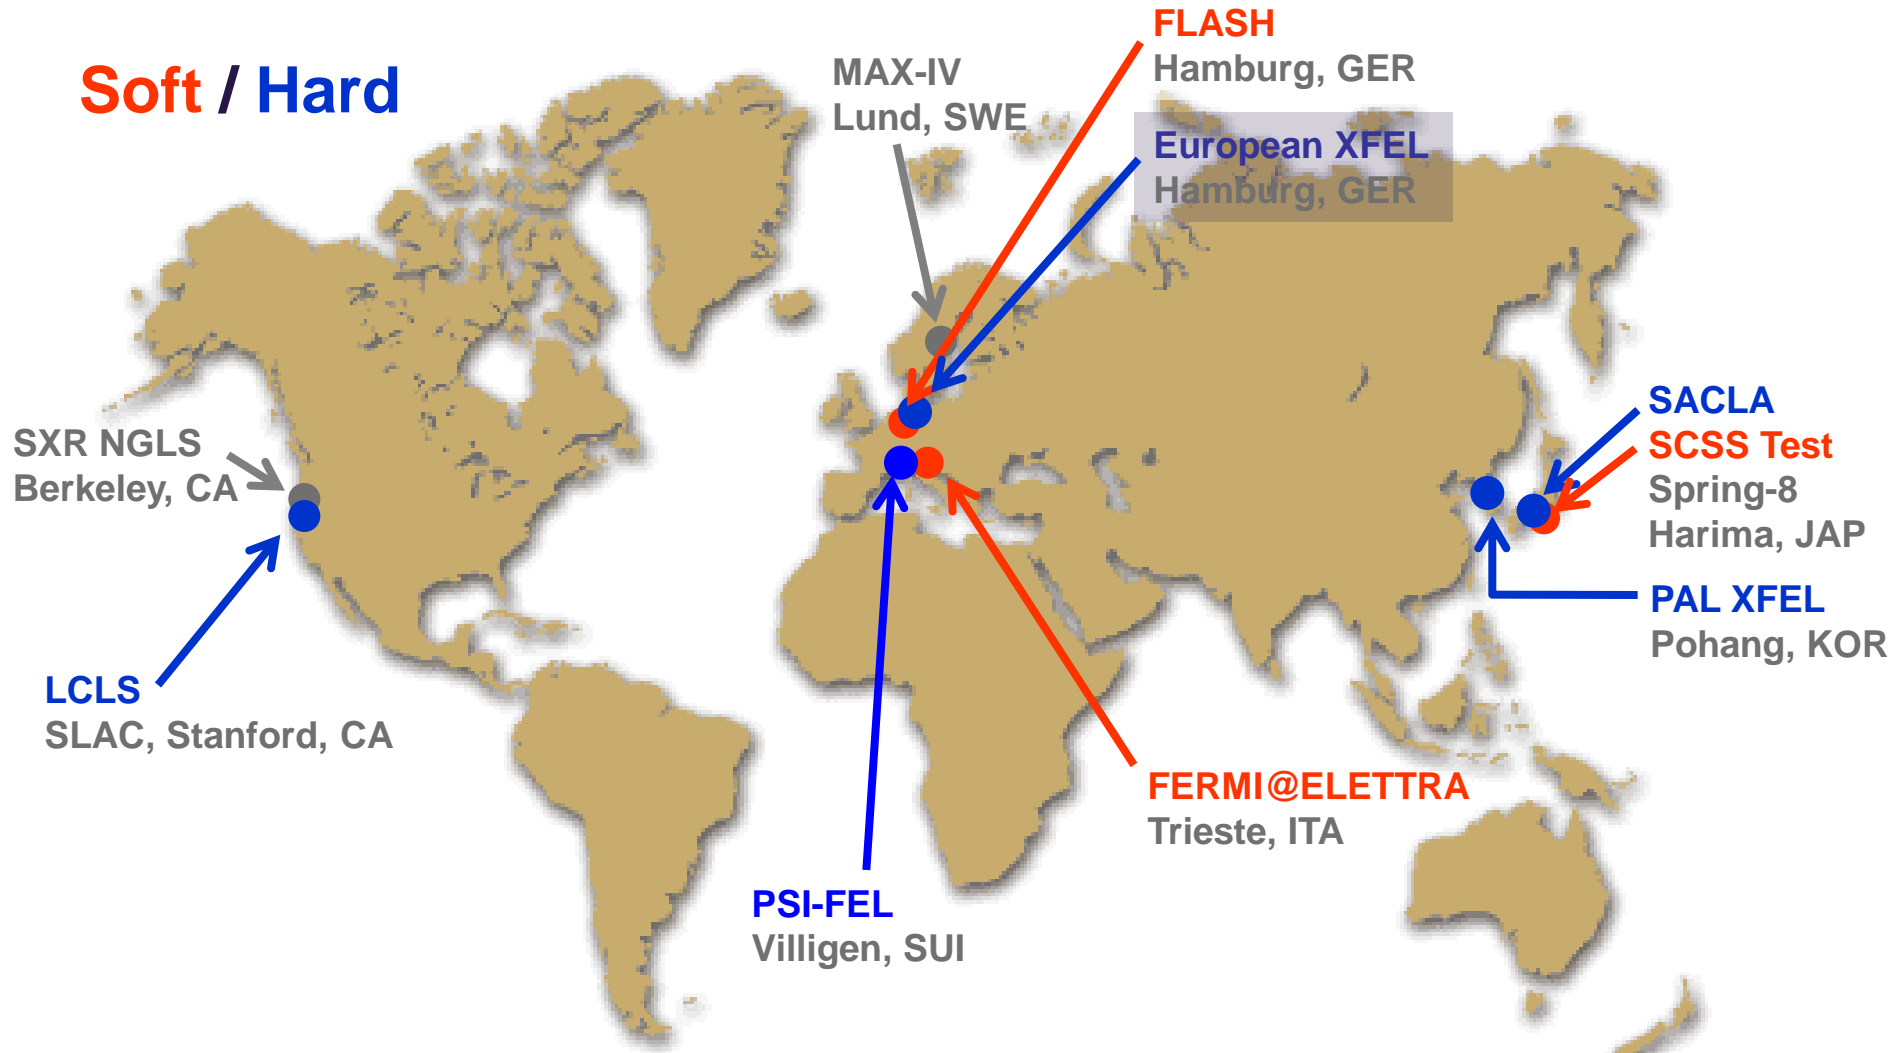 Soft / Hard
FLASH
Hamburg, GER
MAX-IV
Lund, SWE
European XFEL
Hamburg, GER
SXR NGLS
Berkeley, CA
SACLA
SCSS Test
Spring-8
Harima, JAP
PAL XFEL
Pohang, KOR
LCLS
SLAC, Stanford, CA
FERMI@ELETTRA
Trieste, ITA
PSI-FEL
Villigen, SUI